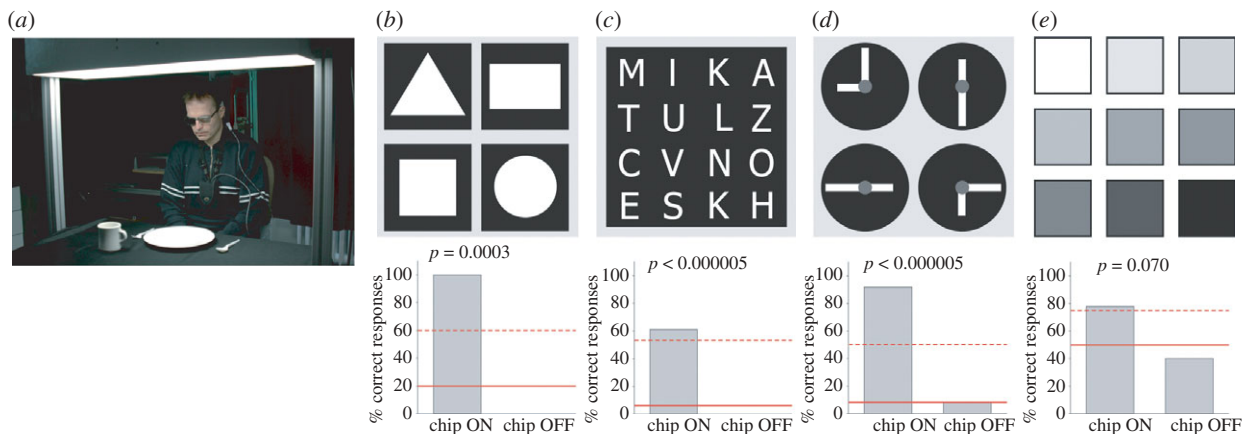 (a)
(b)
(c)
(d)
(e)
M I K A
T U L Z
C V N O
E S K H
p = 0.0003
% correct responses
100
80
60
40
20
0
chip ON chip OFF
p < 0.000005
% correct responses
100
80
60
40
20
0
chip ON chip OFF
p < 0.000005
% correct responses
100
80
60
40
20
0
chip ON chip OFF
p = 0.070
% correct responses
100
80
60
40
20
0
chip ON chip OFF